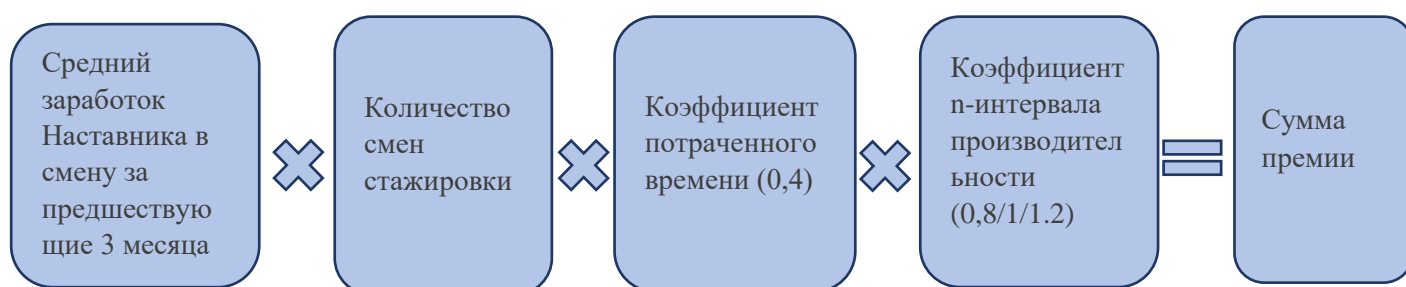 Средний
заработок
Наставника в
смену за
предшествую
щие 3 месяца
Количество
смен
стажировки
Коэффициент
потраченного
времени (0,4)
Коэффициент
n-интервала
производител
ьности
(0,8/1/1.2)
Сумма
премии